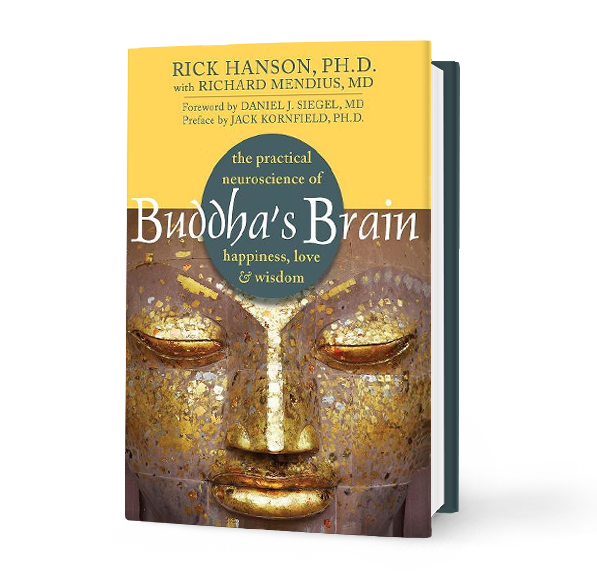 RICK HANSON, PH.D.
with RICHARD MENDIUS, MD
Foreword by DANIEL J. SIEGEL, MD
Preface by JACK KORNFIELD, PH.D.
the practical
neuroscience of
Buddha's Brain
happiness, love
& wisdom